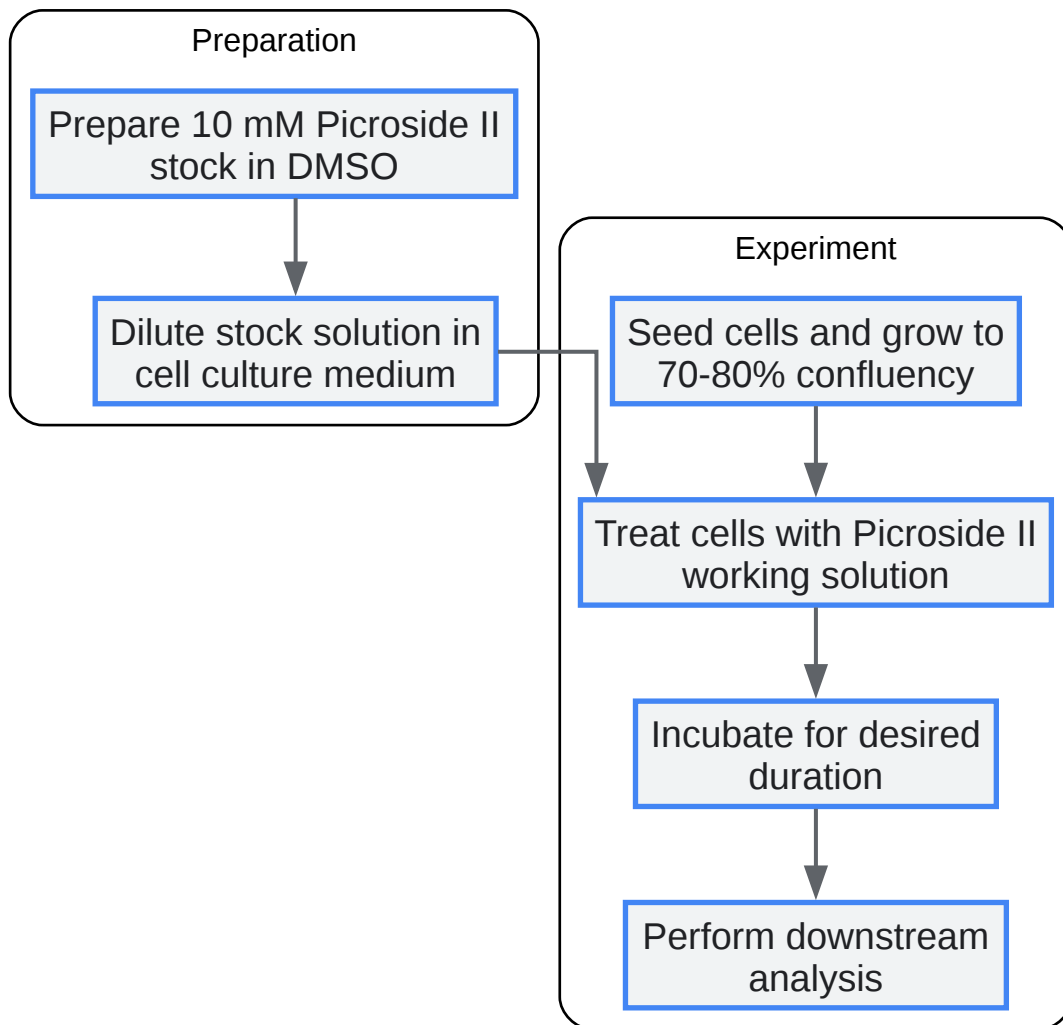 Preparation
Prepare 10 mM Picroside II
stock in DMSO
Dilute stock solution in
cell culture medium
Experiment
Seed cells and grow to
70-80% confluency
Treat cells with Picroside II
working solution
Incubate for desired
duration
Perform downstream
analysis